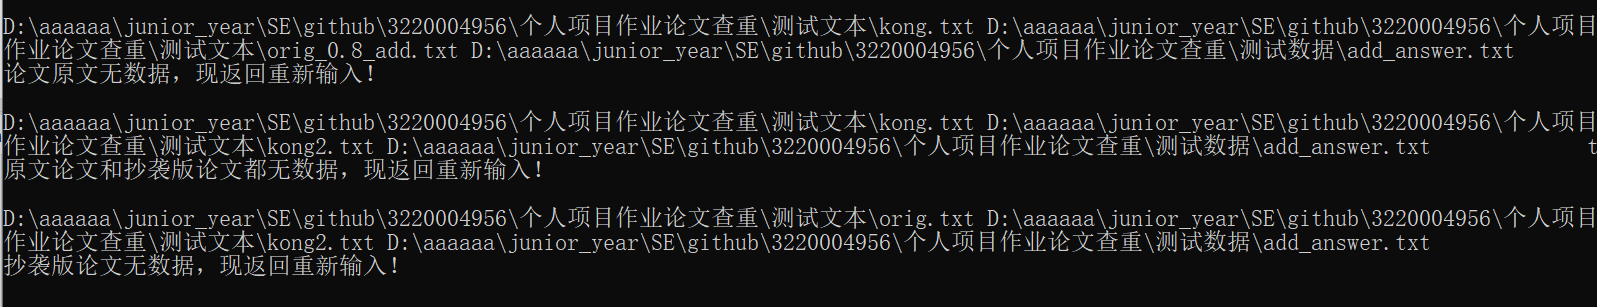 D:\aaaaaa\junior_year\SE\github\3220004956\个人项目作业论文查重\测试文本\kong.txt D:\aaaaaa\junior_year\SE\github\3220004956\个人项目
作业论文查重\测试文本\orig_0.8_add.txt D:\aaaaaa\junior_year\SE\github\3220004956\个人项目作业论文查重\测试数据\add_answer.txt
论文原文无数据，现返回重新输入！
D:\aaaaaa\junior_year\SE\github\3220004956\个人项目作业论文查重\测试文本\kong.txt D:\aaaaaa\junior_year\SE\github\3220004956\个人项目
作业论文查重\测试文本\kong2.txt D:\aaaaaa\junior_year\SE\github\3220004956\个人项目作业论文查重\测试数据\add_answer.txt t
原文论文和抄袭版论文都无数据，现返回重新输入！
D:\aaaaaa\junior_year\SE\github\3220004956\个人项目作业论文查重\测试文本\orig.txt D:\aaaaaa\junior_year\SE\github\3220004956\个人项目
作业论文查重\测试文本\kong2.txt D:\aaaaaa\junior_year\SE\github\3220004956\个人项目作业论文查重\测试数据\add_answer.txt
抄袭版论文无数据，现返回重新输入！